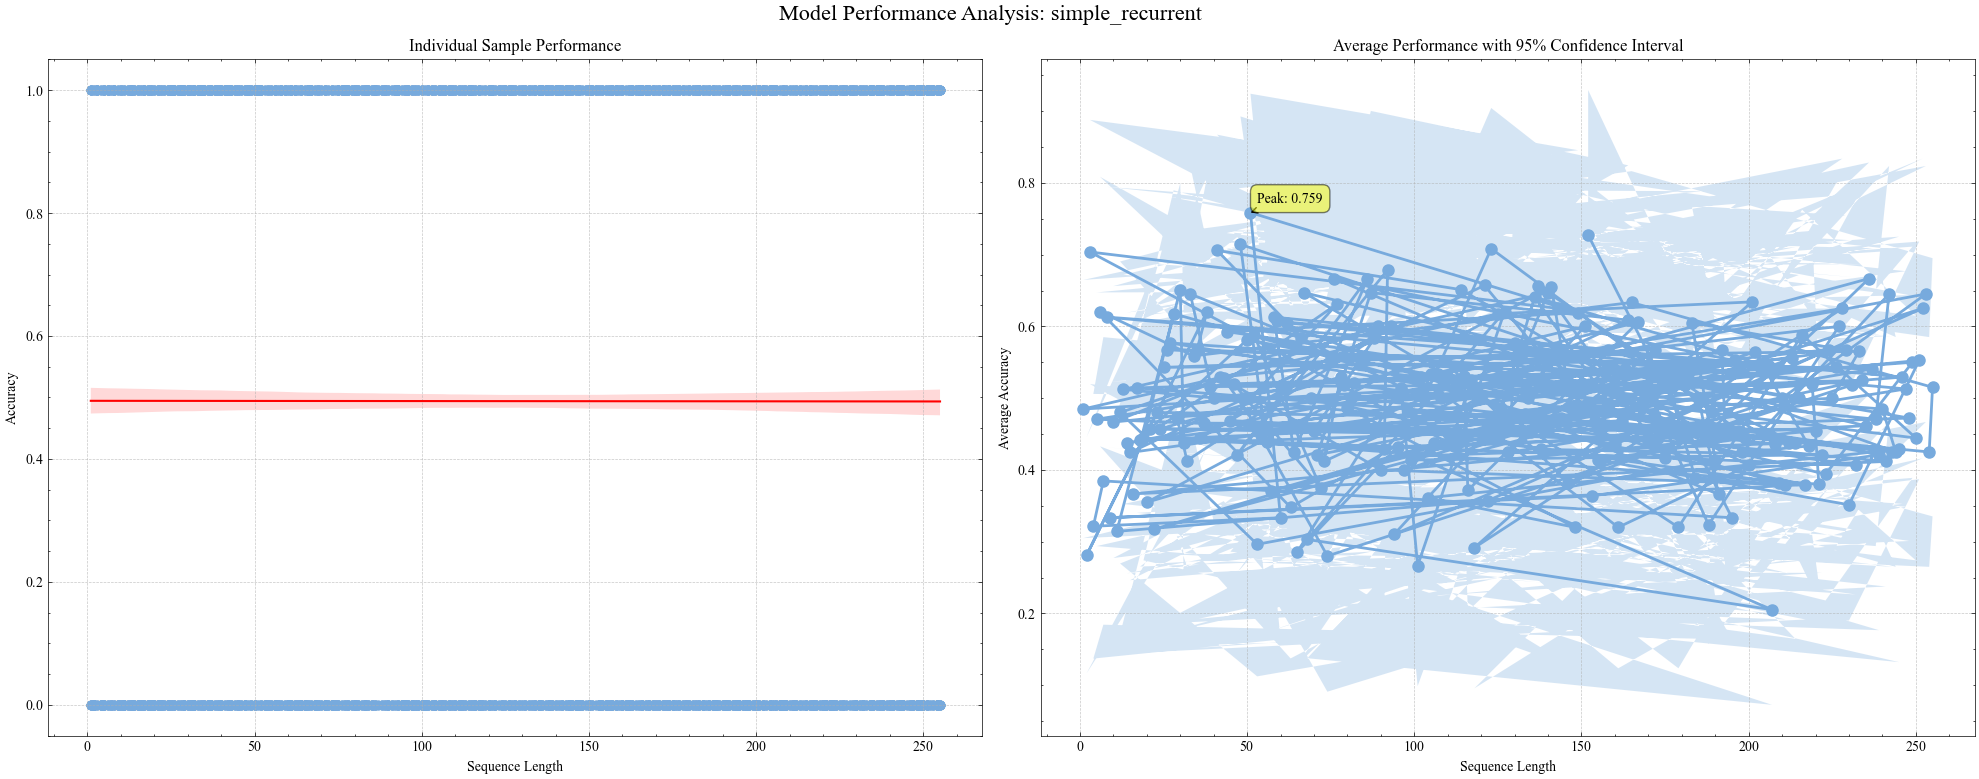 Model Performance Analysis: simple_recurrent
Individual Sample Performance
Accuracy
1.0
0.8
0.6
0.4
0.2
0.0
0 50 100 150 200 250
Sequence Length
Average Performance with 95% Confidence Interval
Average Accuracy
0.8
0.6
0.4
0.2
Peak: 0.759
0 50 100 150 200 250
Sequence Length